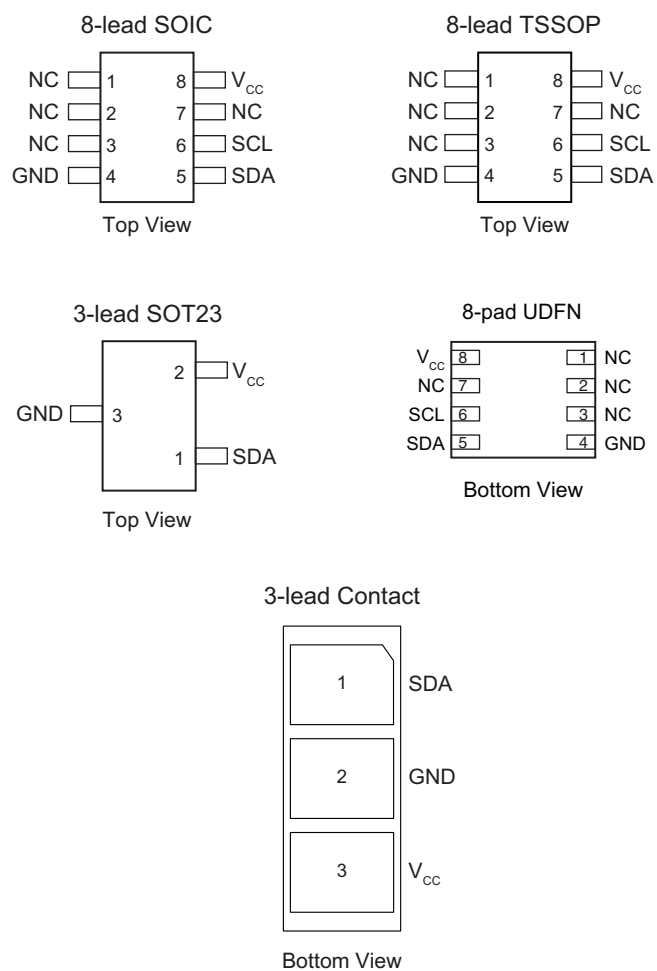 8-lead SOIC
NC 1 8 VCC
NC 2 7 NC
NC 3 6 SCL
GND 4 5 SDA
Top View
8-lead TSSOP
NC 1 8 VCC
NC 2 7 NC
NC 3 6 SCL
GND 4 5 SDA
Top View
3-lead SOT23
2 VCC
GND 3
1 SDA
Top View
8-pad UDFN
VCC 8 1 NC
NC 7 2 NC
SCL 6 3 NC
SDA 5 4 GND
Bottom View
3-lead Contact
1 SDA
2 GND
3 VCC
Bottom View